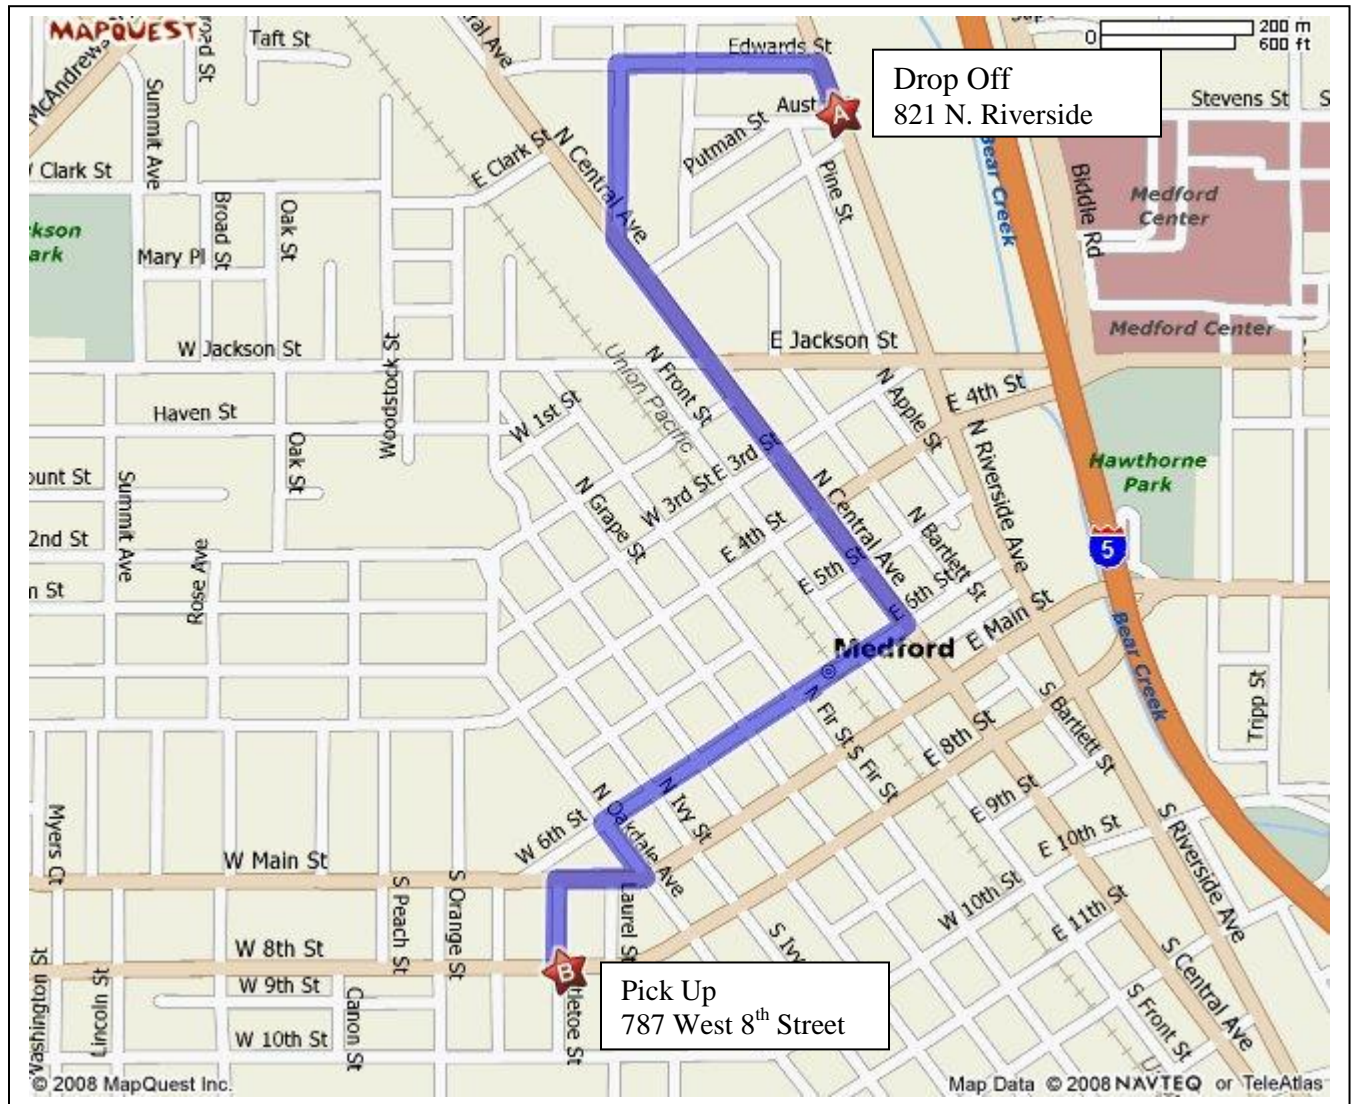 MAPQUEST
Taft St
Edwards St
200 m
0
600 ft
McAndrews
Summit Ave
Drop Off
821 N. Riverside
A
Aust
Stevens St
S
N Central Ave
E Clark St
Putman St
Pine St
Bear Creek
Biddle Rd
Medford
Center
Clark St
Broad St
Oak St
Mary Pl
Medford Center
W Jackson St
E Jackson St
Woodstock St
N Front St
Union Pacific
N Apple St
E 4th St
Haven St
W 1st St
Oak St
E 3rd St
W 3rd St
N Riverside Ave
Hawthorne
Park
Summit Ave
N Grape St
N Central Ave
N Bartlett St
E 4th St
2nd St
E 5th St
5
Rose Ave
E 6th St
E Main St
Medford
Bear Creek
N Fir St
S Fir St
E 8th St
S Bartlett St
Tripp St
N Oakdale Ave
N Ivy St
E 9th St
Myers Ct
W 6th St
E 10th St
S Riverside Ave
W Main St
S Peach St
S Orange St
Laurel St
W 10th St
E 11th St
S Ivy
W 8th St
B
Pick Up
787 West 8th Street
S Central Ave
Washington St
Lincoln St
W 9th St
Canon St
tletoe St
S Front St
W 10th St
© 2008 MapQuest Inc.
Map Data © 2008 NAVTEQ or TeleAtlas